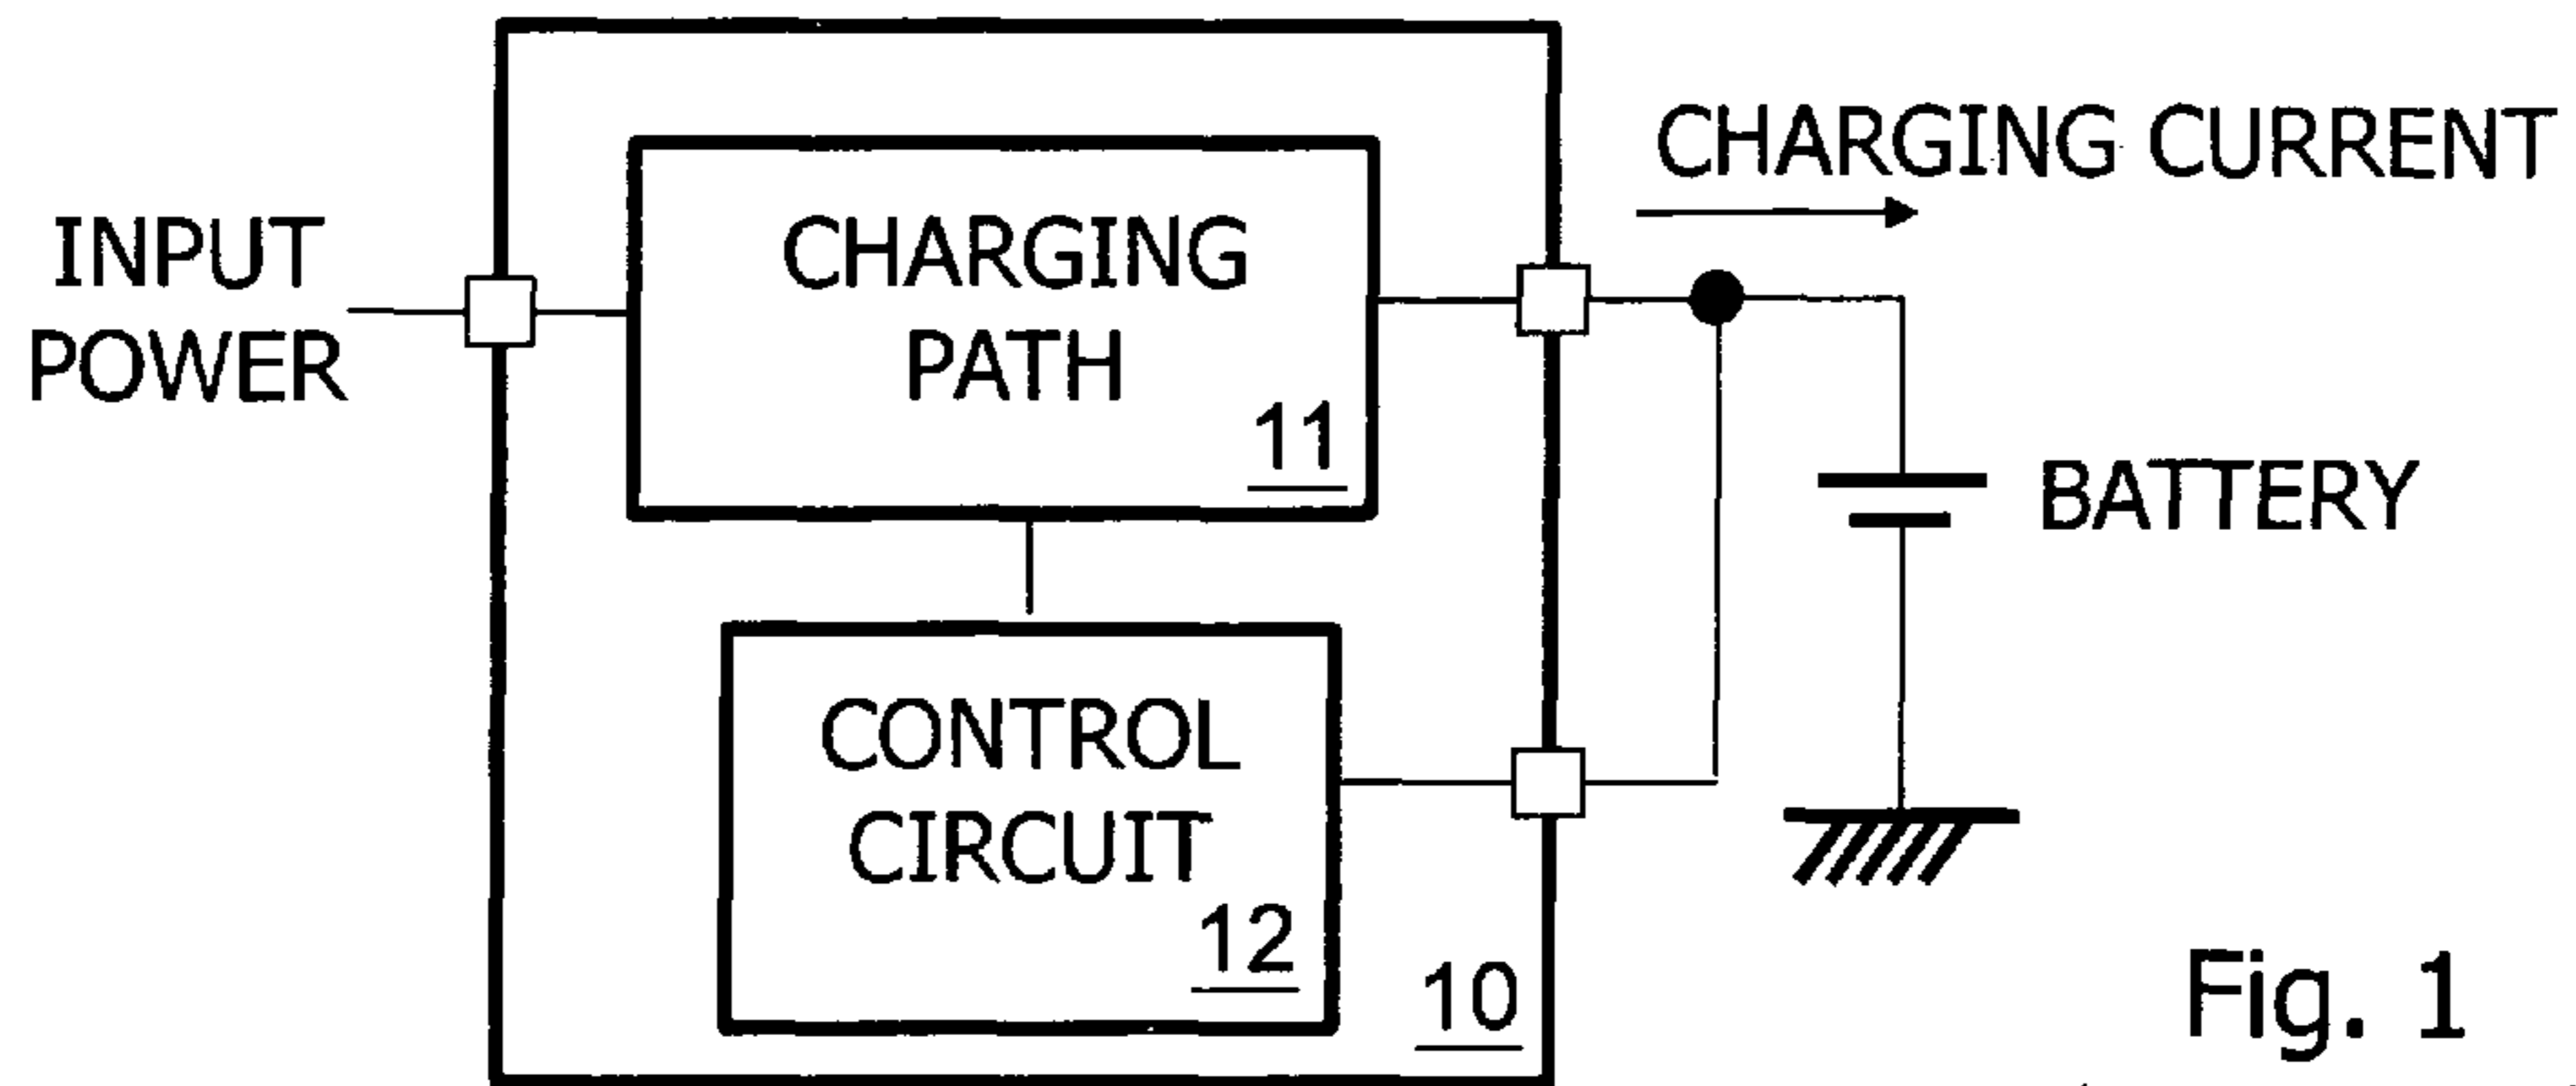 CHARGING CURRENT
INPUT
POWER
CHARGING
PATH
11
BATTERY
CONTROL
CIRCUIT
12
10
Fig. 1